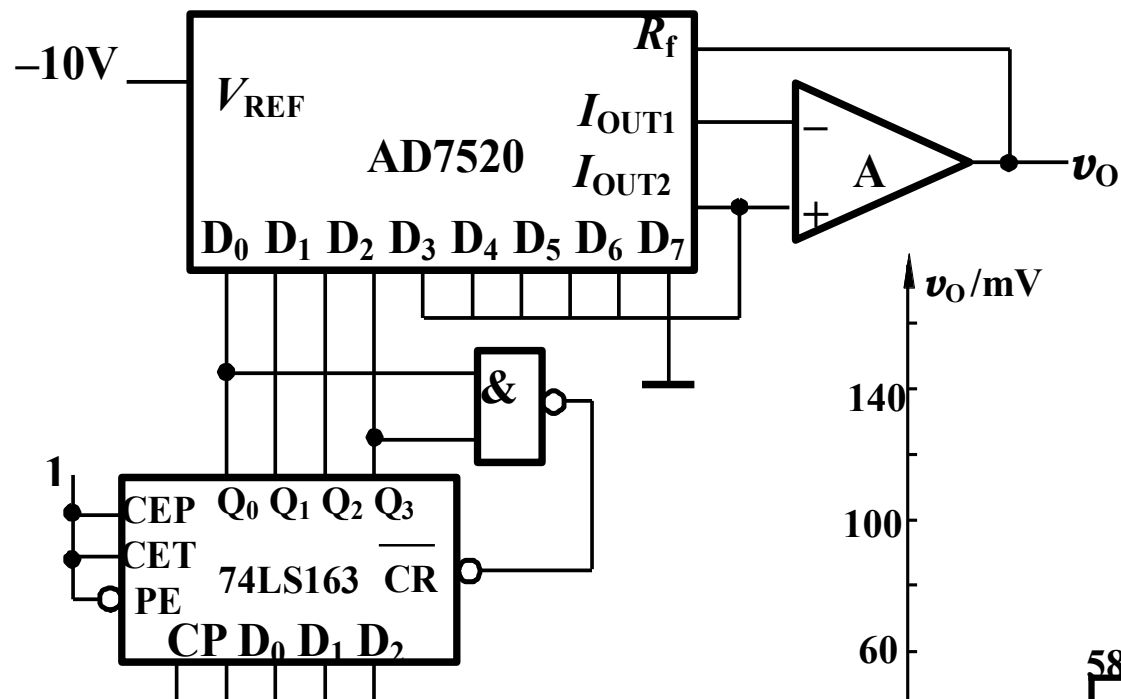 R_f
–10V
V_REF
I_OUT1
AD7520
–
A
v_O
I_OUT2
+
D_0 D_1 D_2 D_3 D_4 D_5 D_6 D_7
v_O/mV
&
140
1
Q_0 Q_1 Q_2 Q_3
CEP
100
CET
74LS163
CR
PE
CP D_0 D_1 D_2
60
58